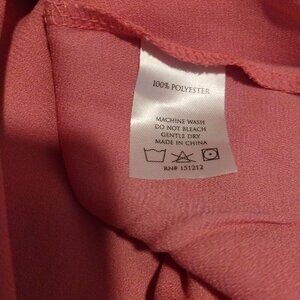 100% POLYESTER
MACHINE WASH
DO NOT BLEACH
GENTLE DRY
MADE IN CHINA
RN# 151212